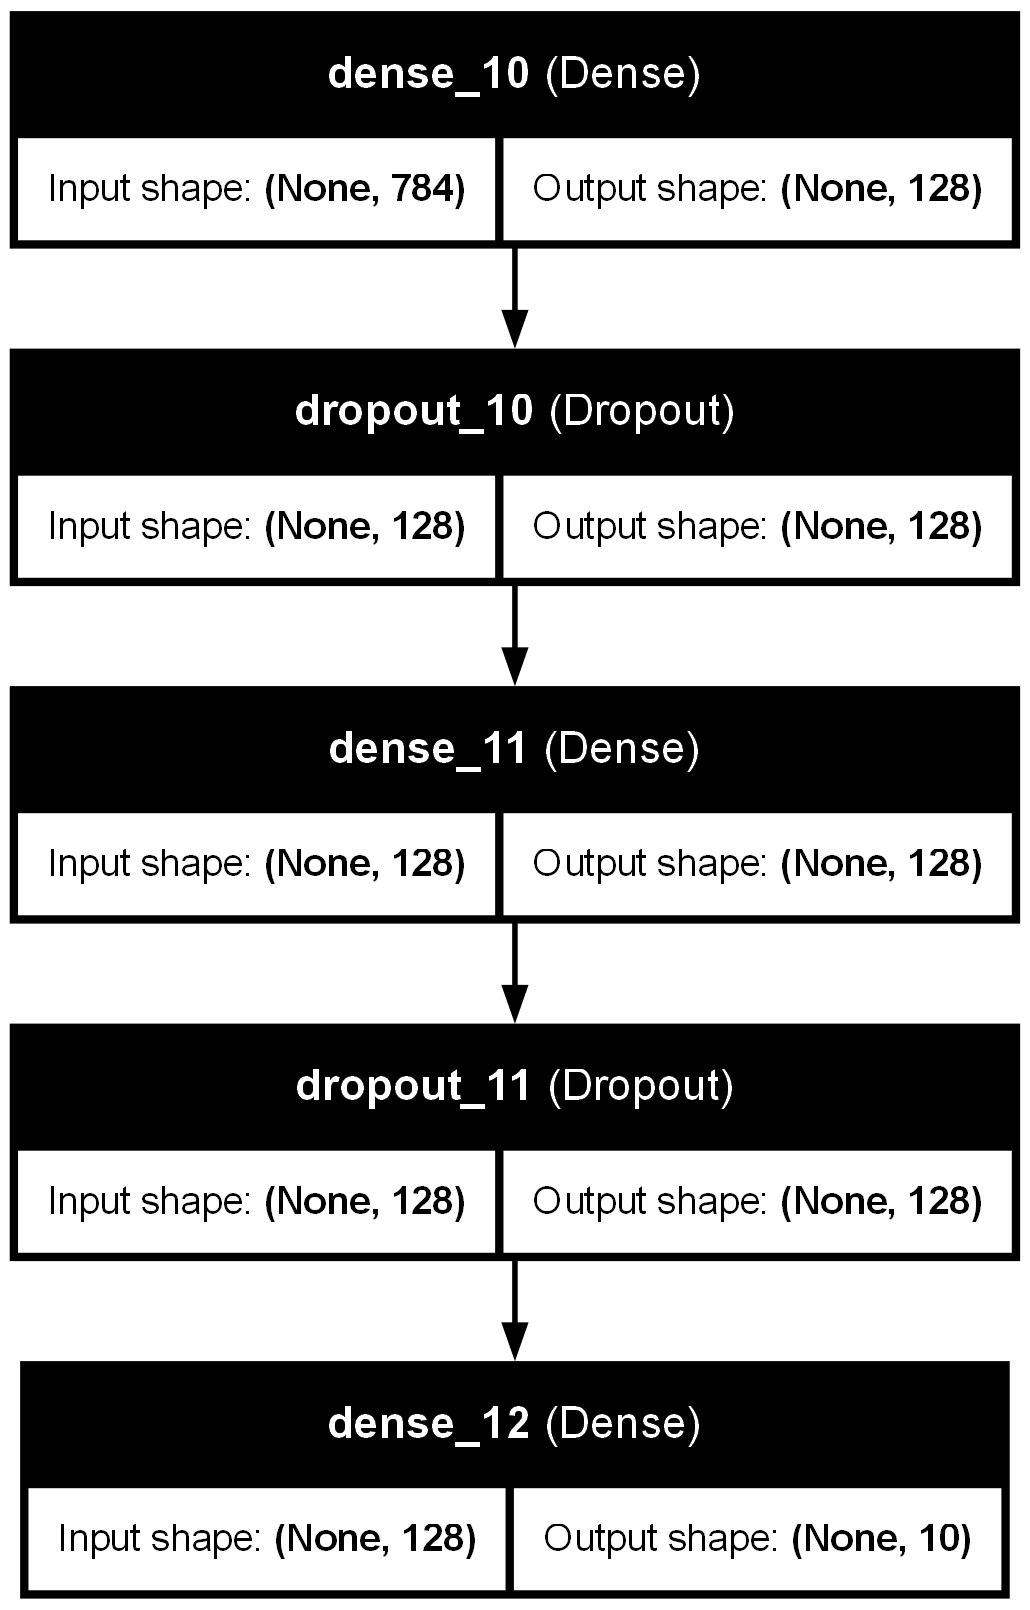 dense_10 (Dense)
Input shape: (None, 784) Output shape: (None, 128)
dropout_10 (Dropout)
Input shape: (None, 128) Output shape: (None, 128)
dense_11 (Dense)
Input shape: (None, 128) Output shape: (None, 128)
dropout_11 (Dropout)
Input shape: (None, 128) Output shape: (None, 128)
dense_12 (Dense)
Input shape: (None, 128) Output shape: (None, 10)